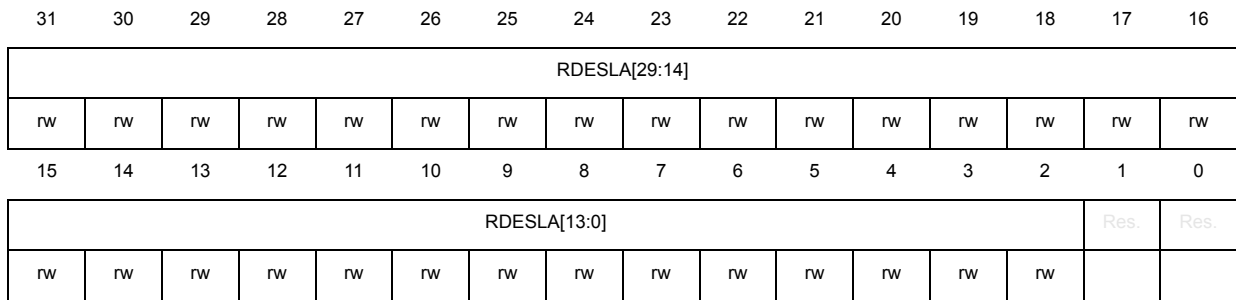 31 30 29 28 27 26 25 24 23 22 21 20 19 18 17 16
RDESLA[29:14]
rw rw rw rw rw rw rw rw rw rw rw rw rw rw rw rw
15 14 13 12 11 10 9 8 7 6 5 4 3 2 1 0
RDESLA[13:0] Res. Res.
rw rw rw rw rw rw rw rw rw rw rw rw rw rw